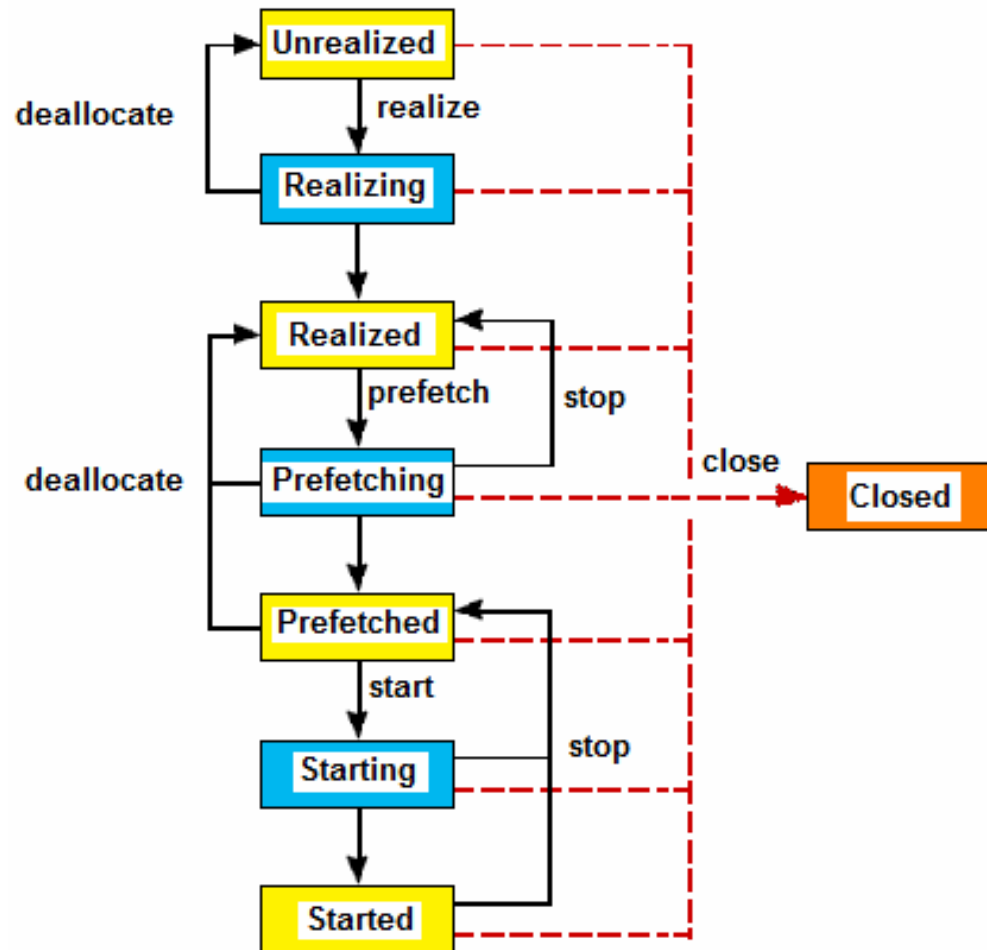 Unrealized
realize
deallocate
Realizing
Realized
prefetch
stop
deallocate
Prefetching
close
Closed
Prefetched
start
Starting
stop
Started